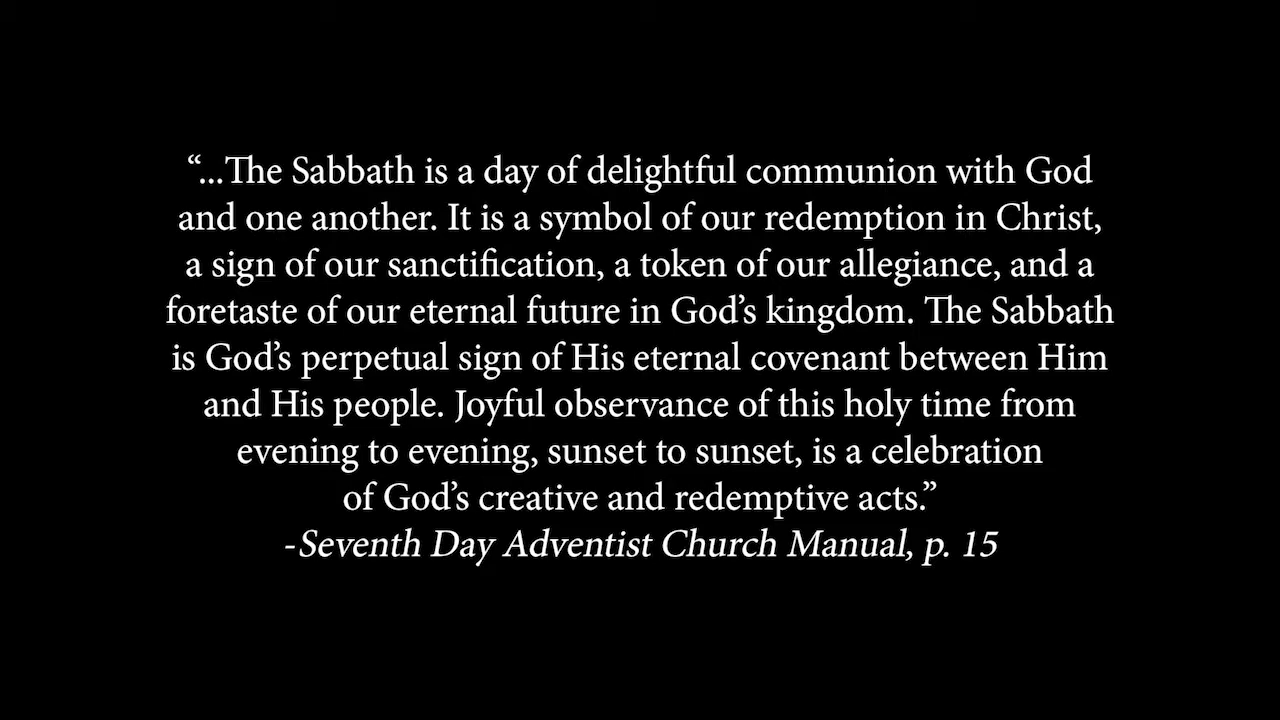 “...The Sabbath is a day of delightful communion with God
and one another. It is a symbol of our redemption in Christ,
a sign of our sanctification, a token of our allegiance, and a
foretaste of our eternal future in God’s kingdom. The Sabbath
is God’s perpetual sign of His eternal covenant between Him
and His people. Joyful observance of this holy time from
evening to evening, sunset to sunset, is a celebration
of God’s creative and redemptive acts.”
-Seventh Day Adventist Church Manual, p. 15